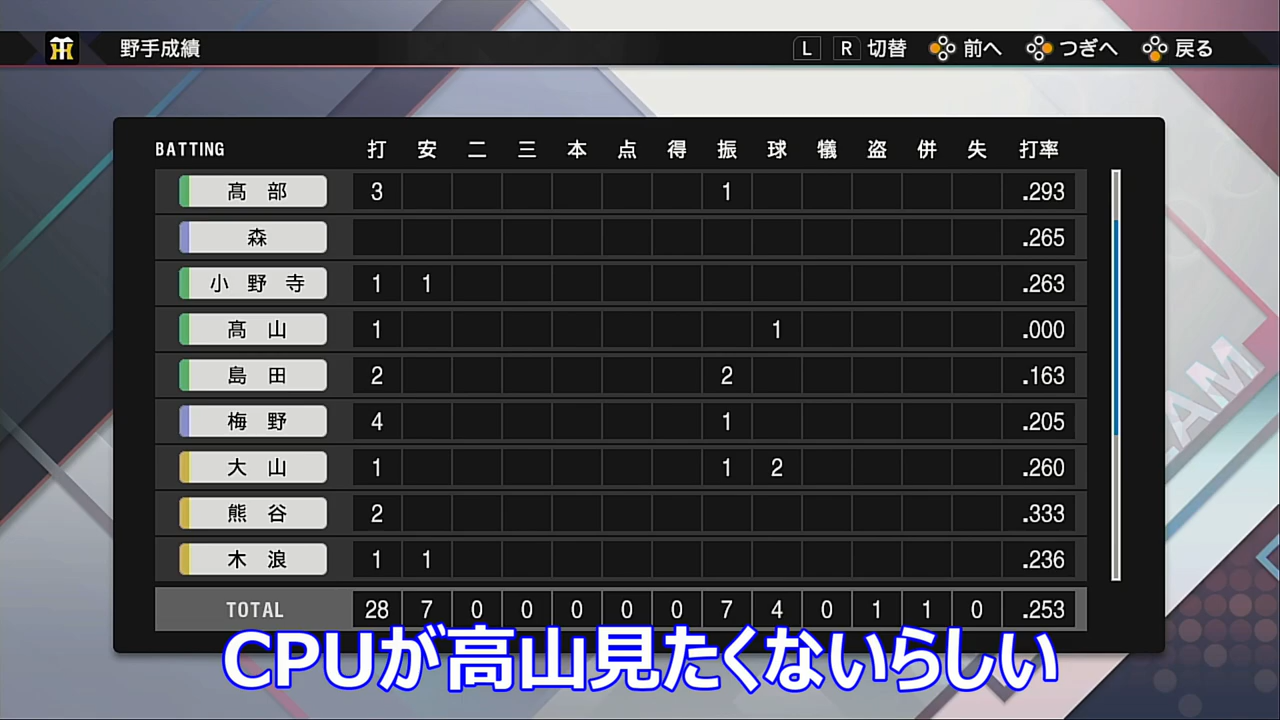 野手成績 L R 切替 前へ つぎへ 戻る
BATTING 打 安 二 三 本 点 得 振 球 犠 盗 併 失 打率
髙部 3 1 .293
森 .265
小野寺 1 1 .263
髙山 1 1 .000
島田 2 2 .163
梅野 4 1 .205
大山 1 1 2 .260
熊谷 2 .333
木浪 1 1 .236
TOTAL 28 7 0 0 0 0 0 7 4 0 1 1 0 .253
CPUが高山見たくないらしい